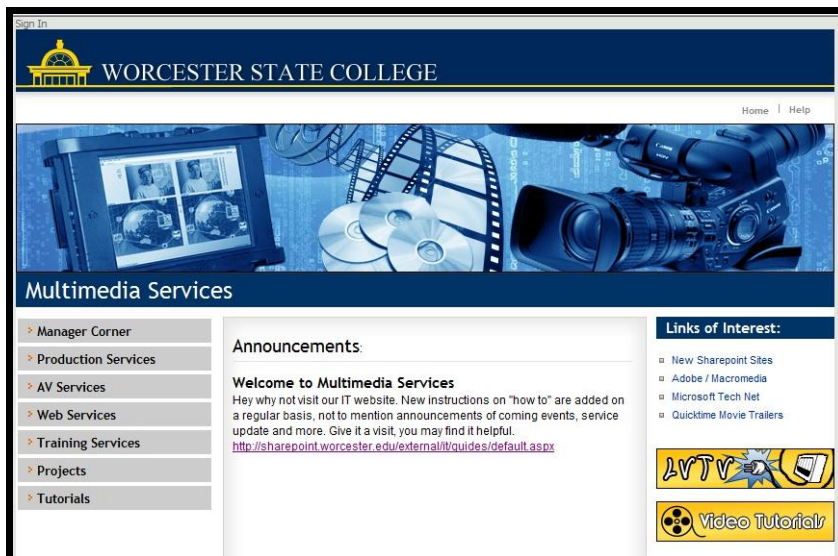 Sign In
WORCESTER STATE COLLEGE
Home | Help
Canon
Multimedia Services
Manager Corner
Production Services
AV Services
Web Services
Training Services
Projects
Tutorials
Announcements:
Welcome to Multimedia Services
Hey why not visit our IT website. New instructions on "how to" are added on
a regular basis, not to mention announcements of coming events, service
update and more. Give it a visit, you may find it helpful.
http://sharepoint.worcester.edu/external/it/guides/default.aspx
Links of Interest:
New Sharepoint Sites
Adobe / Macromedia
Microsoft Tech Net
Quicktime Movie Trailers
LVTV
Video Tutorials